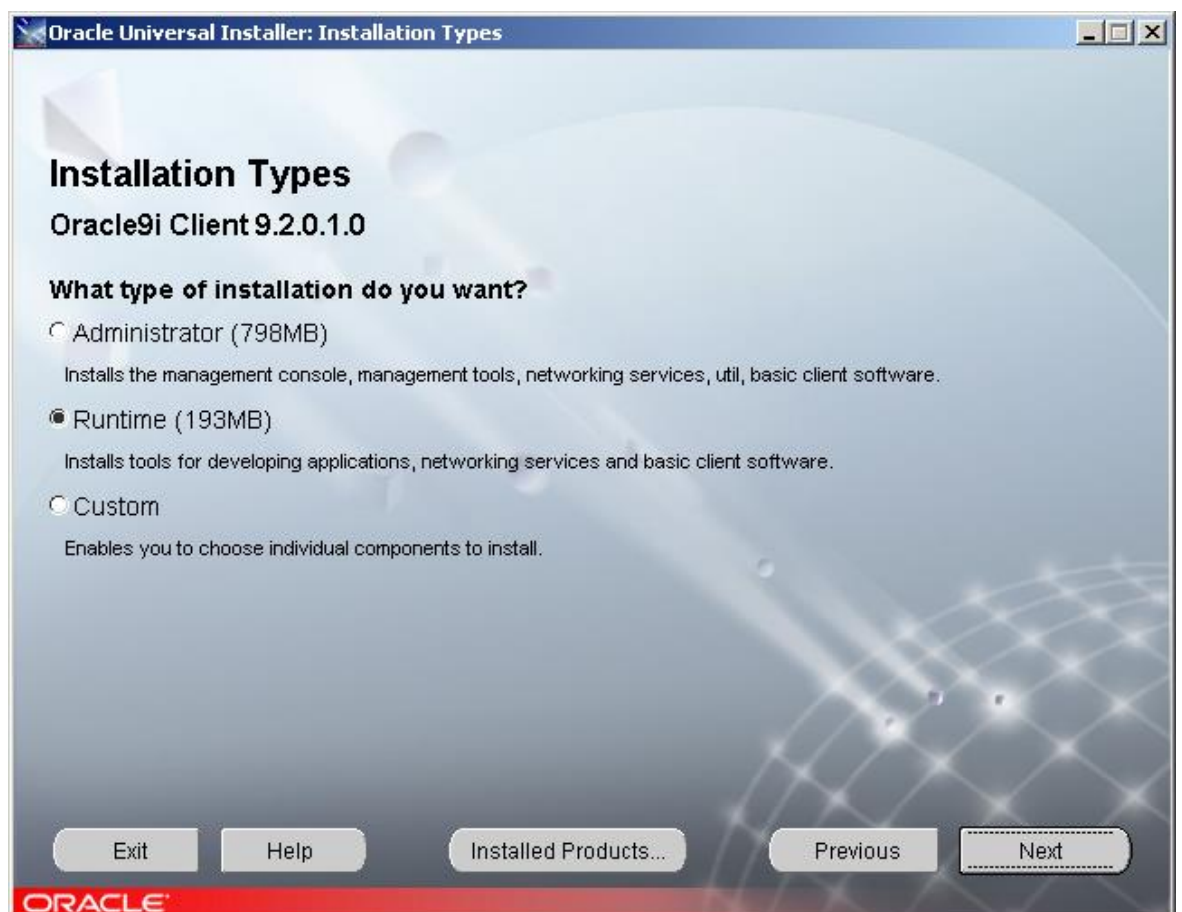 Oracle Universal Installer: Installation Types
Installation Types
Oracle9i Client 9.2.0.1.0
What type of installation do you want?
Administrator (798MB)
Installs the management console, management tools, networking services, util, basic client software.
Runtime (193MB)
Installs tools for developing applications, networking services and basic client software.
Custom
Enables you to choose individual components to install.
Exit Help Installed Products... Previous Next
ORACLE